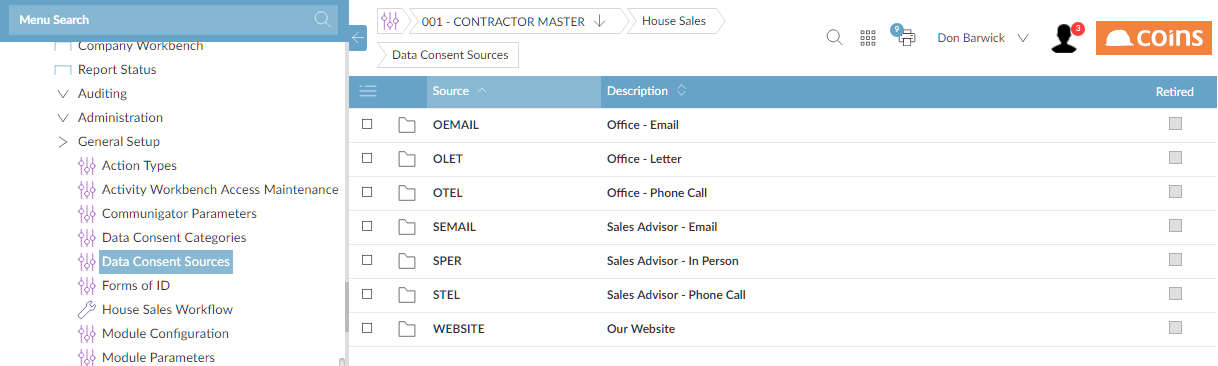 Menu Search
Company Workbench
Report Status
Auditing
Administration
General Setup
Action Types
Activity Workbench Access Maintenance
Communigator Parameters
Data Consent Categories
Data Consent Sources
Forms of ID
House Sales Workflow
Module Configuration
Module Parameters
001 - CONTRACTOR MASTER
House Sales
Data Consent Sources
9
Don Barwick
3
coins
Source Description Retired
OEMAIL Office - Email
OLET Office - Letter
OTEL Office - Phone Call
SEMAIL Sales Advisor - Email
SPER Sales Advisor - In Person
STEL Sales Advisor - Phone Call
WEBSITE Our Website